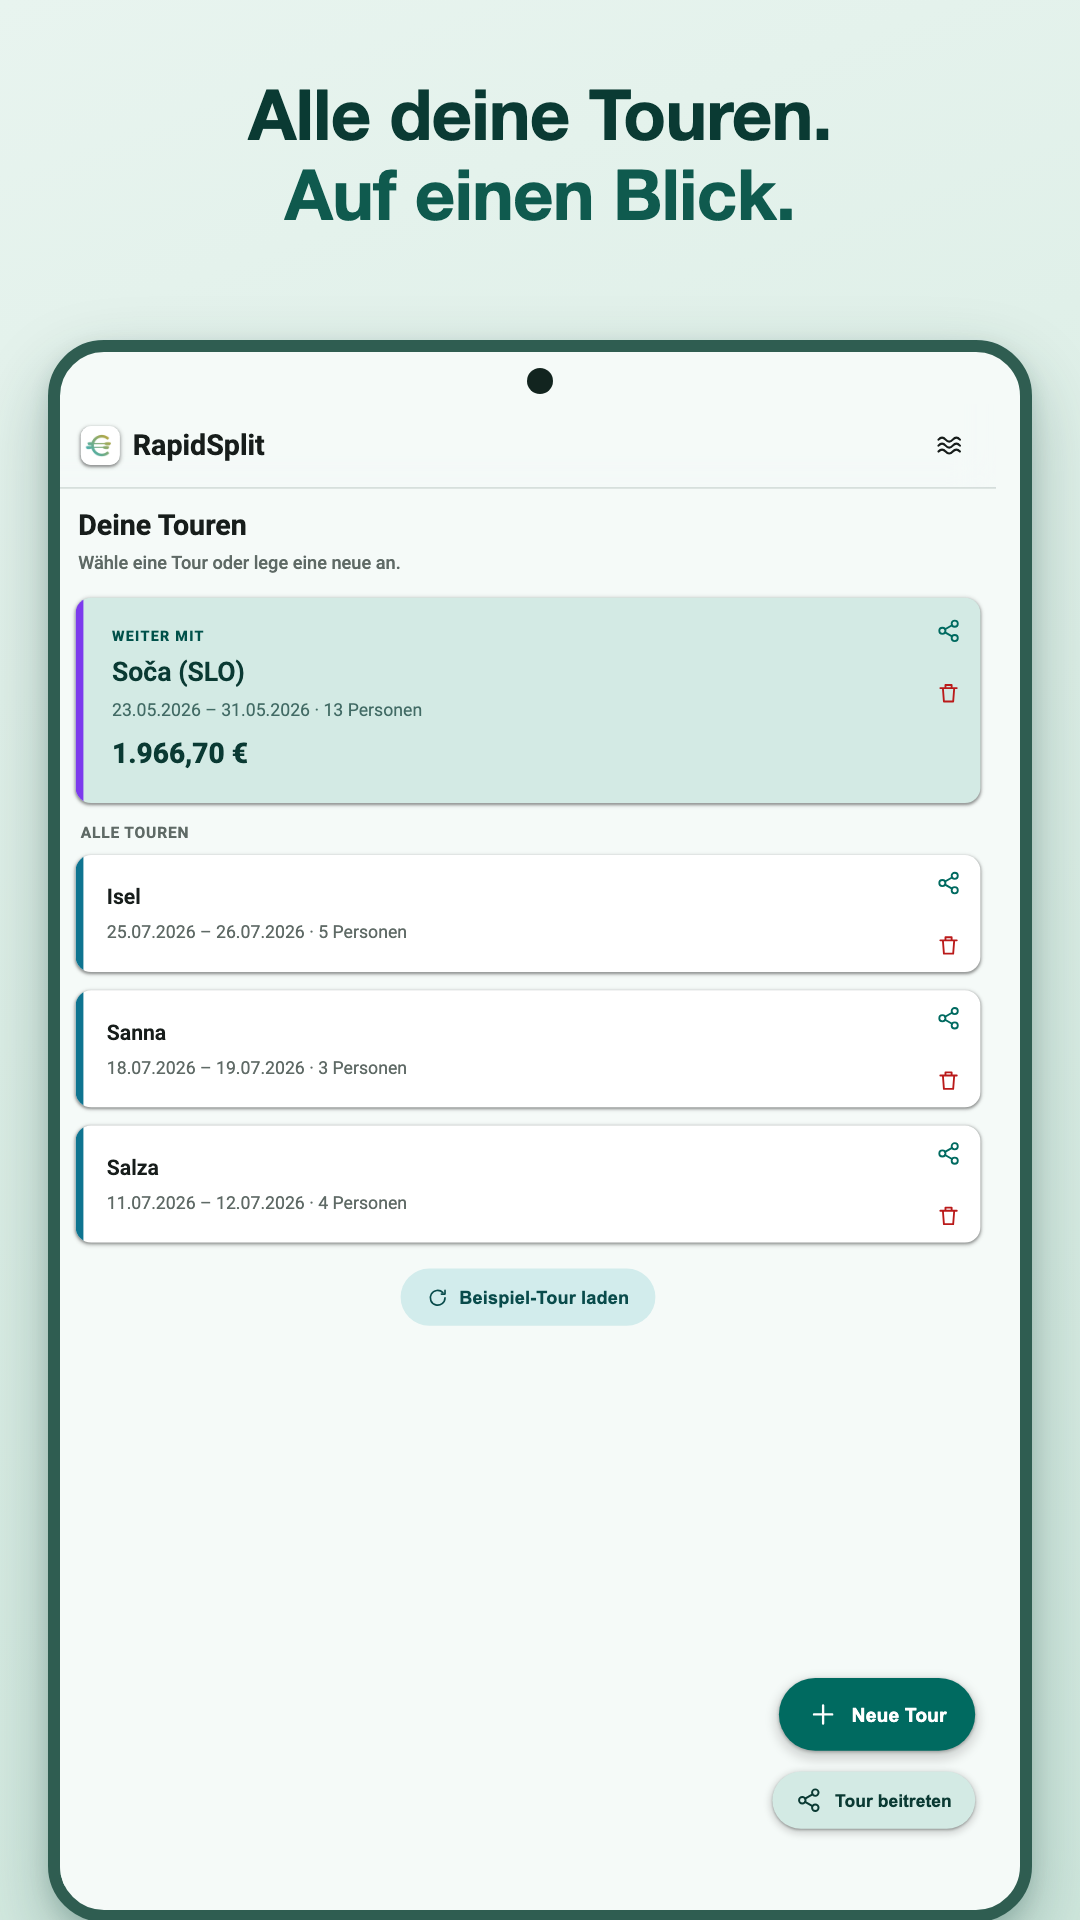 Alle deine Touren.
Auf einen Blick.
RapidSplit
Deine Touren
Wähle eine Tour oder lege eine neue an.
WEITER MIT
Soča (SLO)
23.05.2026 – 31.05.2026 · 13 Personen
1.966,70 €
ALLE TOUREN
Isel
25.07.2026 – 26.07.2026 · 5 Personen
Sanna
18.07.2026 – 19.07.2026 · 3 Personen
Salza
11.07.2026 – 12.07.2026 · 4 Personen
Beispiel-Tour laden
Neue Tour
Tour beitreten